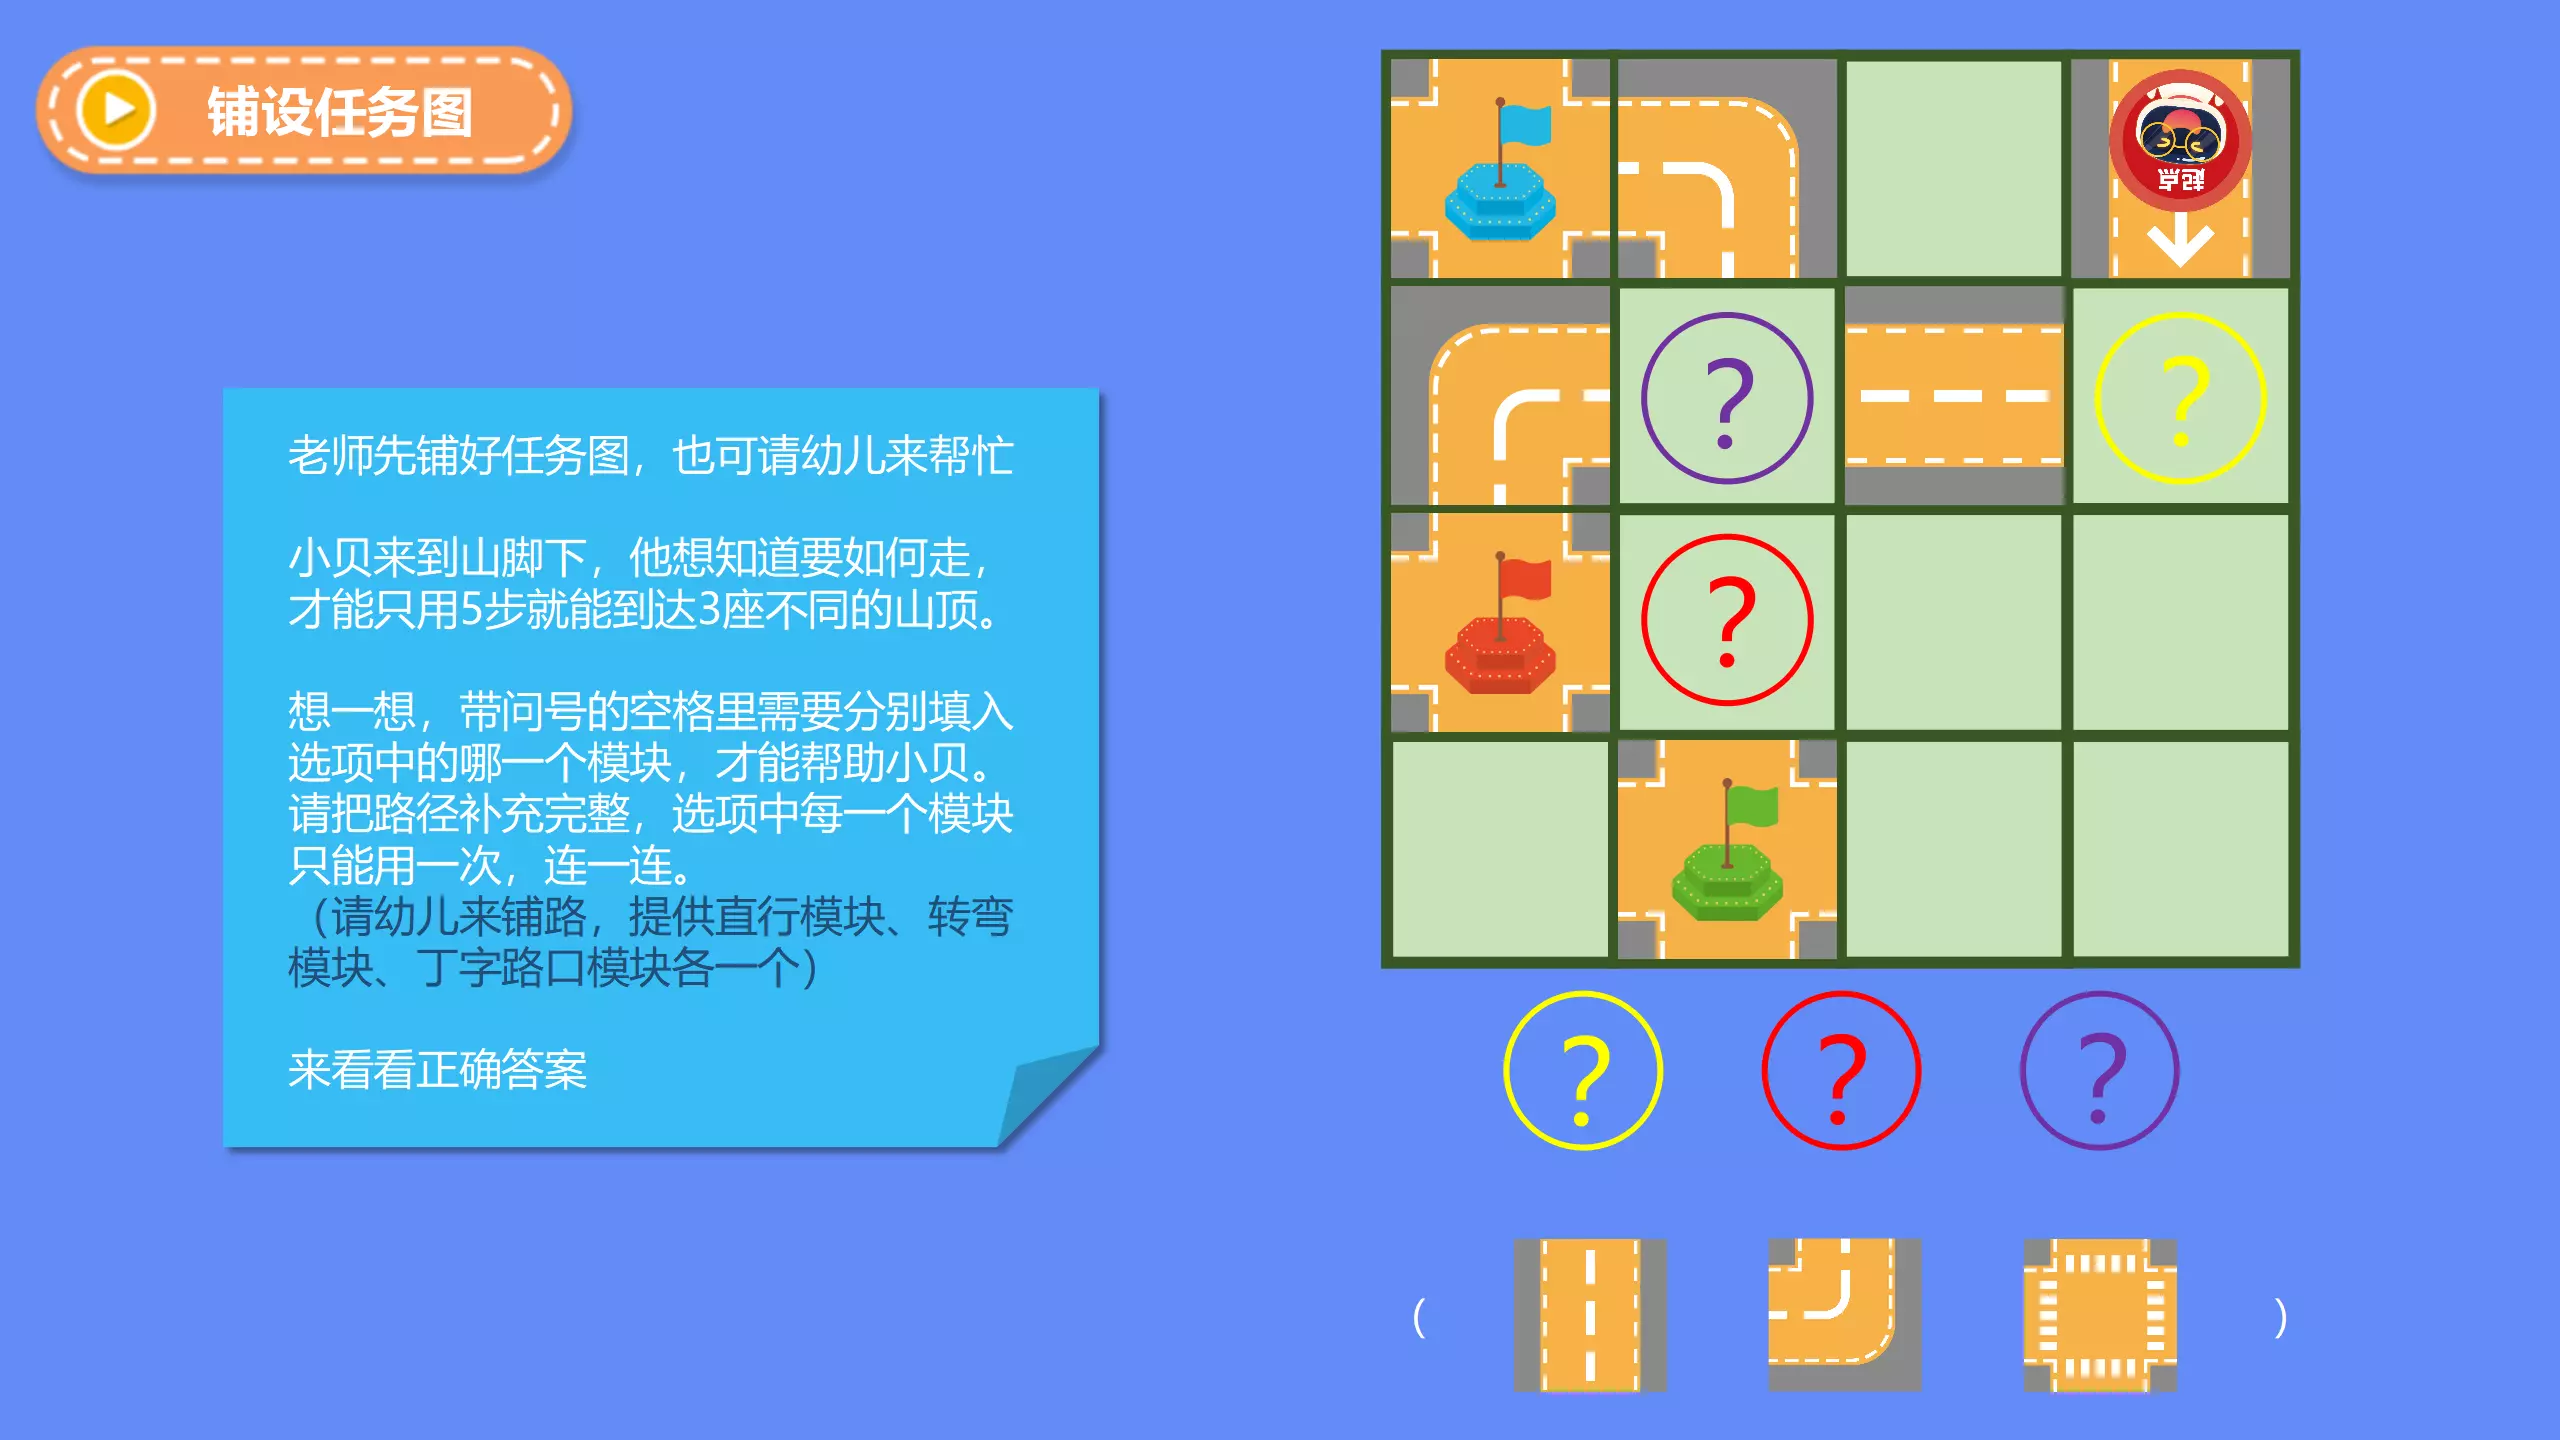 铺设任务图
老师先铺好任务图，也可请幼儿来帮忙
小贝来到山脚下，他想知道要如何走，
才能只用5步就能到达3座不同的山顶。
想一想，带问号的空格里需要分别填入
选项中的哪一个模块，才能帮助小贝。
请把路径补充完整，选项中每一个模块
只能用一次，连一连。
（请幼儿来铺路，提供直行模块、转弯
模块、丁字路口模块各一个）
来看看正确答案
起点
? ?
?
? ? ?
( )